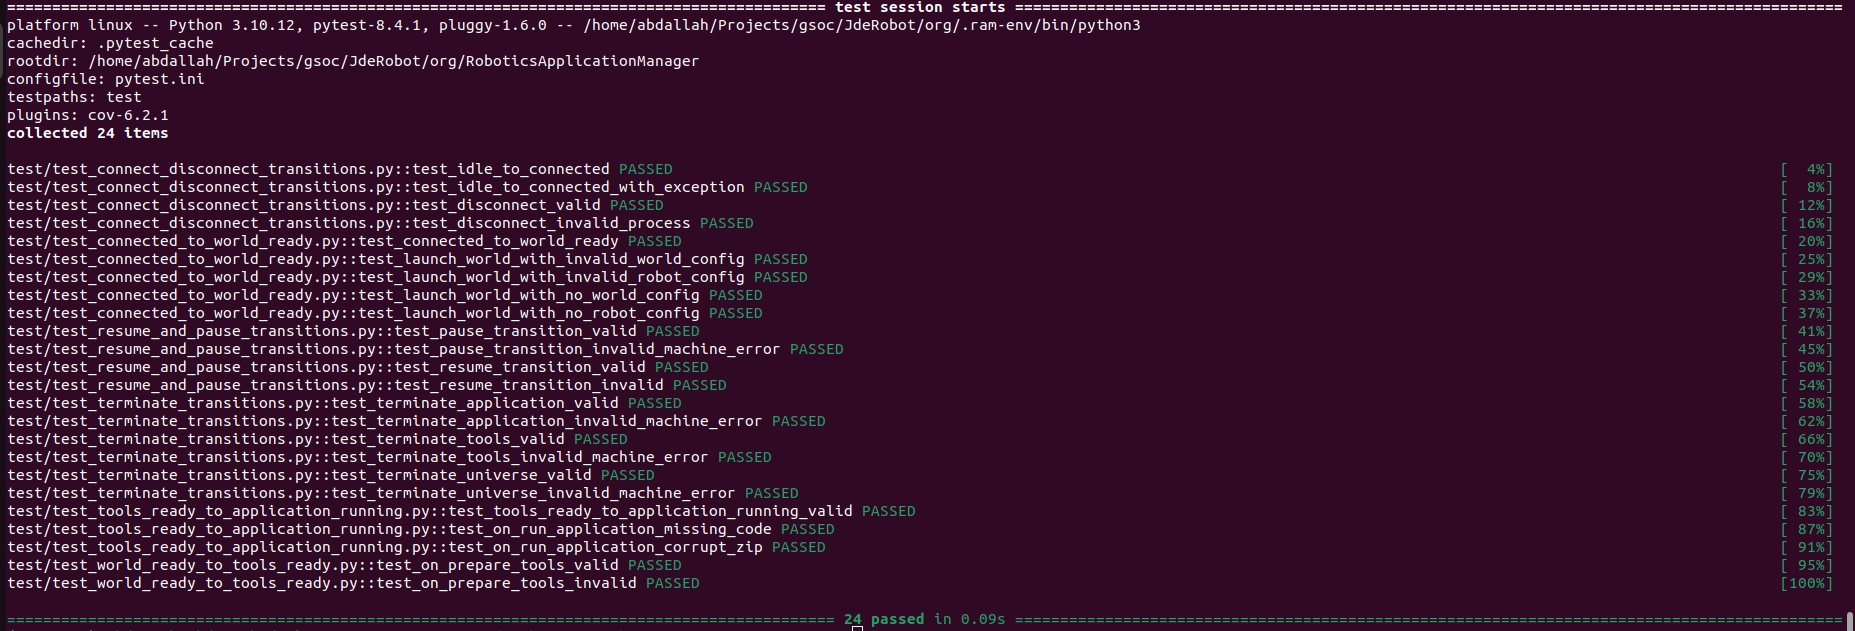 =========================================================================================== test session starts ============================================================================================
platform linux -- Python 3.10.12, pytest-8.4.1, pluggy-1.6.0 -- /home/abdallah/Projects/gsoc/JdeRobot/org/.ram-env/bin/python3
cachedir: .pytest_cache
rootdir: /home/abdallah/Projects/gsoc/JdeRobot/org/RoboticsApplicationManager
configfile: pytest.ini
testpaths: test
plugins: cov-6.2.1
collected 24 items
test/test_connect_disconnect_transitions.py::test_idle_to_connected PASSED [  4%]
test/test_connect_disconnect_transitions.py::test_idle_to_connected_with_exception PASSED [  8%]
test/test_connect_disconnect_transitions.py::test_disconnect_valid PASSED [ 12%]
test/test_connect_disconnect_transitions.py::test_disconnect_invalid_process PASSED [ 16%]
test/test_connected_to_world_ready.py::test_connected_to_world_ready PASSED [ 20%]
test/test_connected_to_world_ready.py::test_launch_world_with_invalid_world_config PASSED [ 25%]
test/test_connected_to_world_ready.py::test_launch_world_with_invalid_robot_config PASSED [ 29%]
test/test_connected_to_world_ready.py::test_launch_world_with_no_world_config PASSED [ 33%]
test/test_connected_to_world_ready.py::test_launch_world_with_no_robot_config PASSED [ 37%]
test/test_resume_and_pause_transitions.py::test_pause_transition_valid PASSED [ 41%]
test/test_resume_and_pause_transitions.py::test_pause_transition_invalid_machine_error PASSED [ 45%]
test/test_resume_and_pause_transitions.py::test_resume_transition_valid PASSED [ 50%]
test/test_resume_and_pause_transitions.py::test_resume_transition_invalid PASSED [ 54%]
test/test_terminate_transitions.py::test_terminate_application_valid PASSED [ 58%]
test/test_terminate_transitions.py::test_terminate_application_invalid_machine_error PASSED [ 62%]
test/test_terminate_transitions.py::test_terminate_tools_valid PASSED [ 66%]
test/test_terminate_transitions.py::test_terminate_tools_invalid_machine_error PASSED [ 70%]
test/test_terminate_transitions.py::test_terminate_universe_valid PASSED [ 75%]
test/test_terminate_transitions.py::test_terminate_universe_invalid_machine_error PASSED [ 79%]
test/test_tools_ready_to_application_running.py::test_tools_ready_to_application_running_valid PASSED [ 83%]
test/test_tools_ready_to_application_running.py::test_on_run_application_missing_code PASSED [ 87%]
test/test_tools_ready_to_application_running.py::test_on_run_application_corrupt_zip PASSED [ 91%]
test/test_world_ready_to_tools_ready.py::test_on_prepare_tools_valid PASSED [ 95%]
test/test_world_ready_to_tools_ready.py::test_on_prepare_tools_invalid PASSED [100%]
============================================================================================ 24 passed in 0.09s ============================================================================================